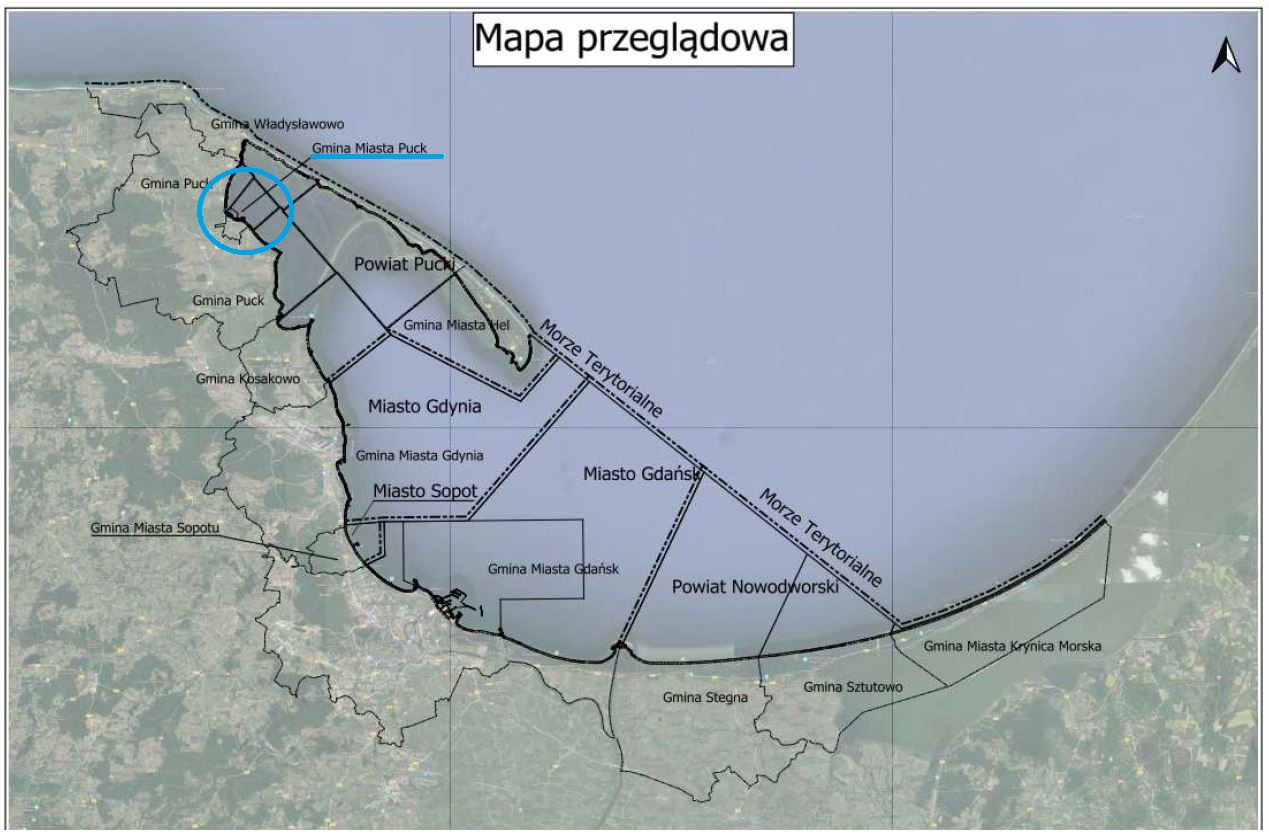 Mapa przeglądowa
Gmina Władysławowo
Gmina Miasta Puck
Gmina Puck
Powiat Pucki
Gmina Puck
Gmina Miasta Hel
Morze Terytorialne
Gmina Kosakowo
Miasto Gdynia
Gmina Miasta Gdynia
Miasto Gdańsk
Miasto Sopot
Morze Terytorialne
Gmina Miasta Sopotu
Gmina Miasta Gdańsk
Powiat Nowodworski
Gmina Miasta Krynica Morska
Gmina Sztutowo
Gmina Stegna